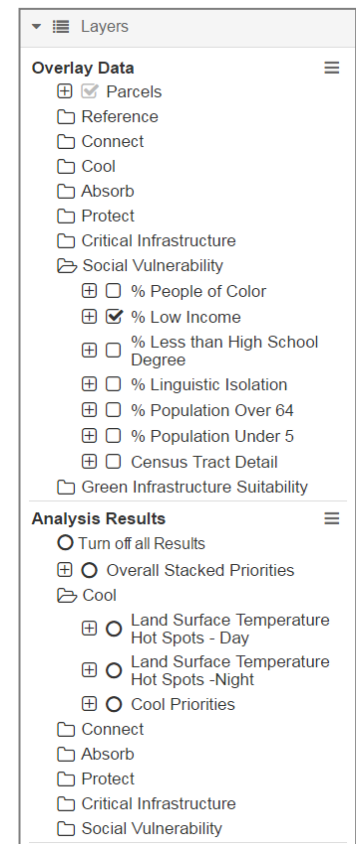 Layers
Overlay Data
Parcels
Reference
Connect
Cool
Absorb
Protect
Critical Infrastructure
Social Vulnerability
% People of Color
% Low Income
% Less than High School
Degree
% Linguistic Isolation
% Population Over 64
% Population Under 5
Census Tract Detail
Green Infrastructure Suitability
Analysis Results
Turn off all Results
Overall Stacked Priorities
Cool
Land Surface Temperature
Hot Spots - Day
Land Surface Temperature
Hot Spots -Night
Cool Priorities
Connect
Absorb
Protect
Critical Infrastructure
Social Vulnerability